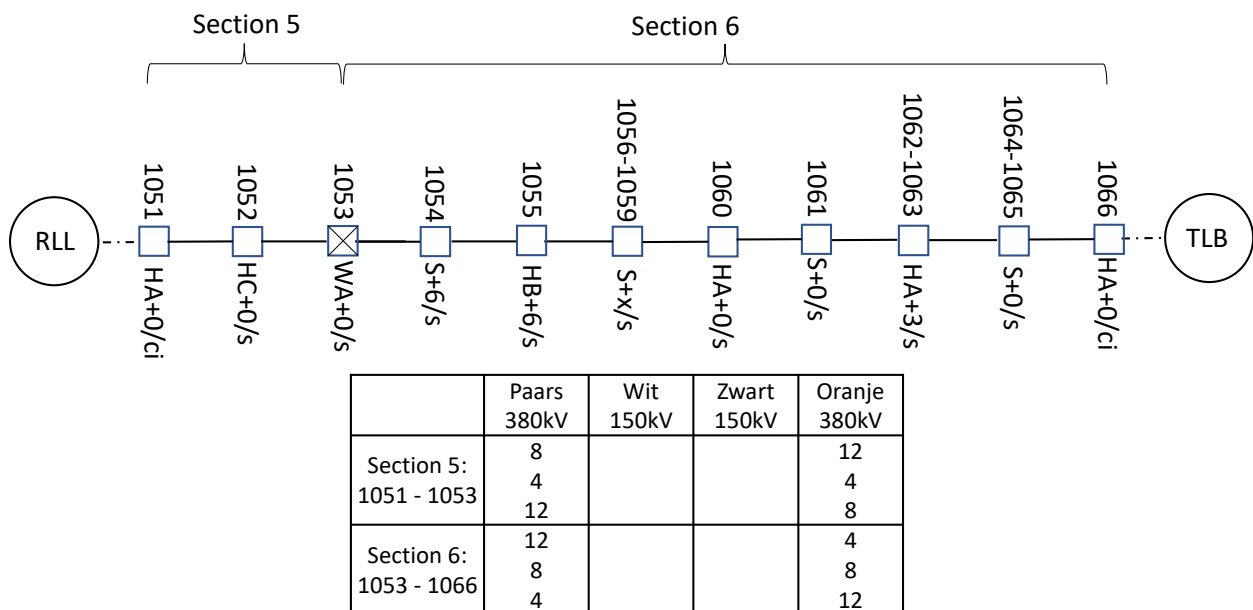 Section 5
Section 6
1051
1052
1053
1054
1055
1056-1059
1060
1061
1062-1063
1064-1065
1066
RLL
TLB
HA+0/ci
HC+0/s
WA+0/s
S+6/s
HB+6/s
S+x/s
HA+0/s
S+0/s
HA+3/s
S+0/s
HA+0/ci
Paars 380kV
Wit 150kV
Zwart 150kV
Oranje 380kV
Section 5: 1051 - 1053
8 12
4 4
12 8
Section 6: 1053 - 1066
12 4
8 8
4 12